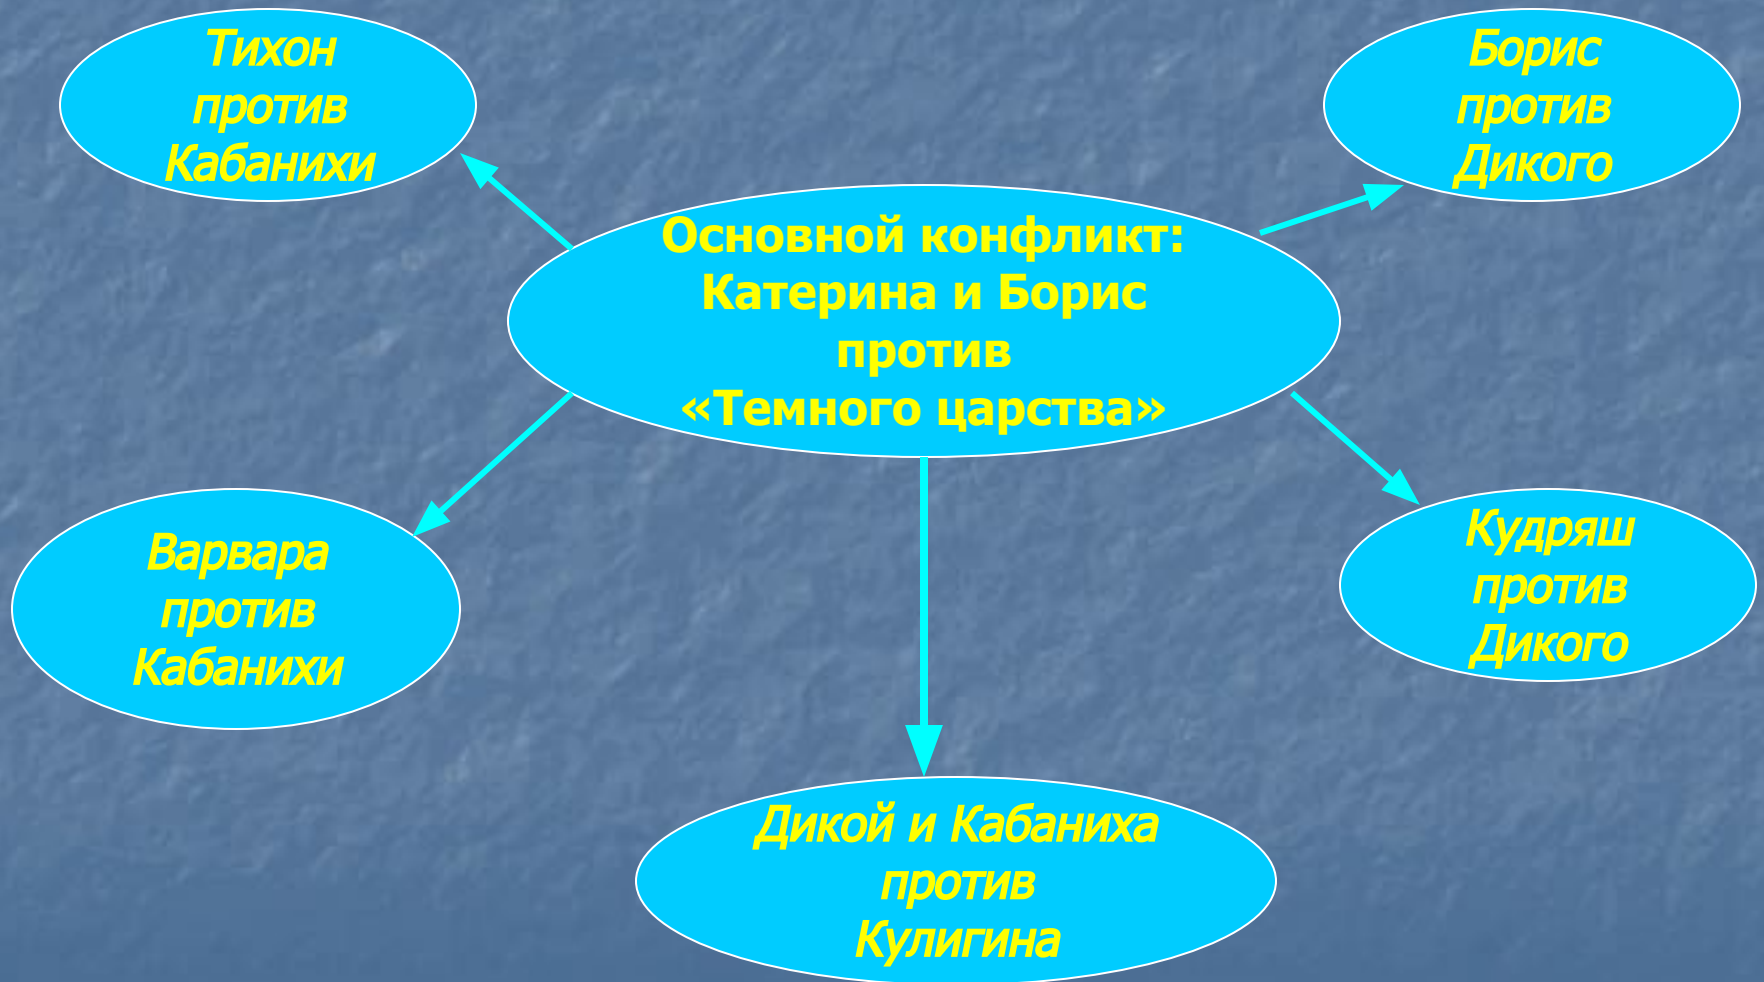 Тихон
против
Кабанихи
Борис
против
Дикого
Основной конфликт:
Катерина и Борис
против
«Темного царства»
Варвара
против
Кабанихи
Кудряш
против
Дикого
Дикой и Кабаниха
против
Кулигина